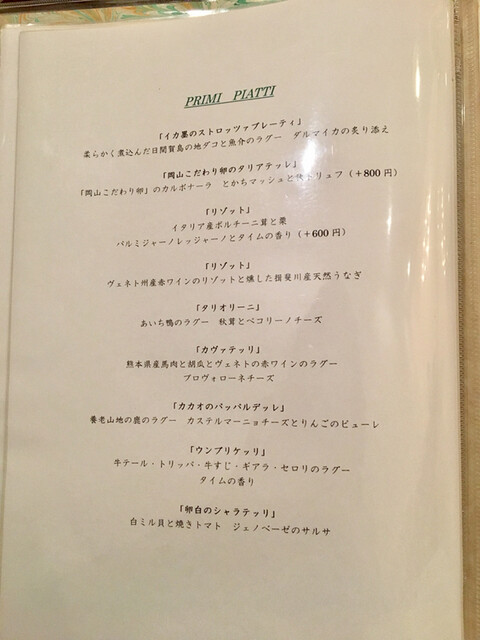 PRIMI PIATTI
「イカ墨のストロッツァプレーティ」
柔らかく煮込んだ日間賀島の地ダコと魚介のラグー ダルマイカの炙り添え
「岡山こだわり卵のタリアテッレ」
「岡山こだわり卵」のカルボナーラ とかちマッシュと トリュフ（+800円）
「リゾット」
イタリア産ポルチーニ茸と栗
パルミジャーノレッジャーノとタイムの香り（+600円）
「リゾット」
ヴェネト州産赤ワインのリゾットと燻した揖斐川産天然うなぎ
「タリオリーニ」
あいち鴨のラグー 秋茸とペコリーノチーズ
「カヴァテッリ」
熊本県産馬肉と胡瓜とヴェネトの赤ワインのラグー
プロヴォローネチーズ
「カカオのパッパルデッレ」
養老山地の鹿のラグー カステルマーニョチーズとりんごのピューレ
「ウンブリケッリ」
牛テール・トリッパ・牛すじ・ギアラ・セロリのラグー
タイムの香り
「卵白のシャラテッリ」
白ミル貝と焼きトマト ジェノベーゼのサルサ